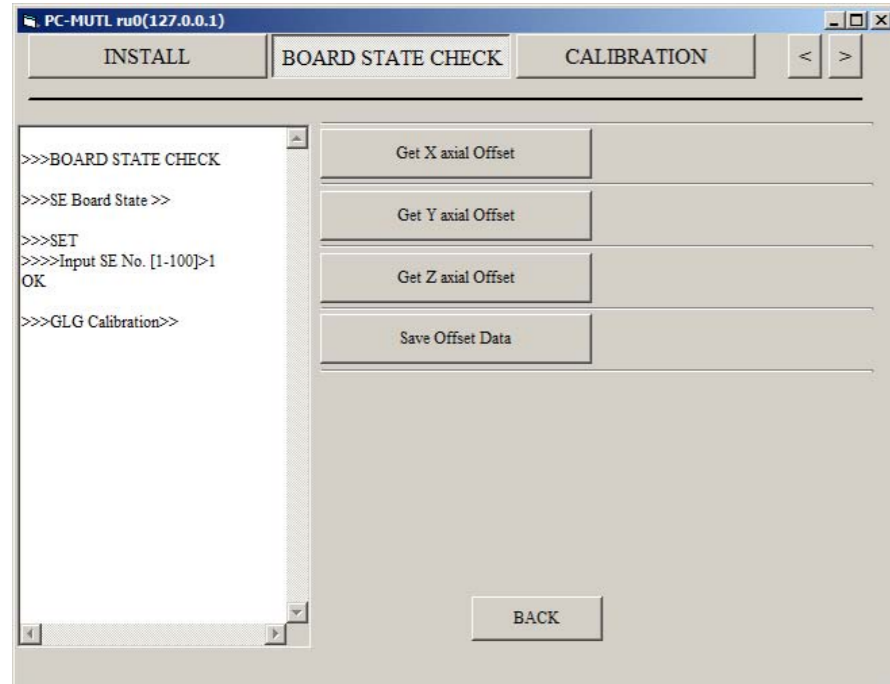 PC-MUTL ru0(127.0.0.1)
INSTALL
BOARD STATE CHECK
CALIBRATION
<
>
>>>BOARD STATE CHECK
>>>SE Board State >>
>>>SET
>>>>Input SE No. [1-100]>1
OK
>>>GLG Calibration>>
Get X axial Offset
Get Y axial Offset
Get Z axial Offset
Save Offset Data
BACK